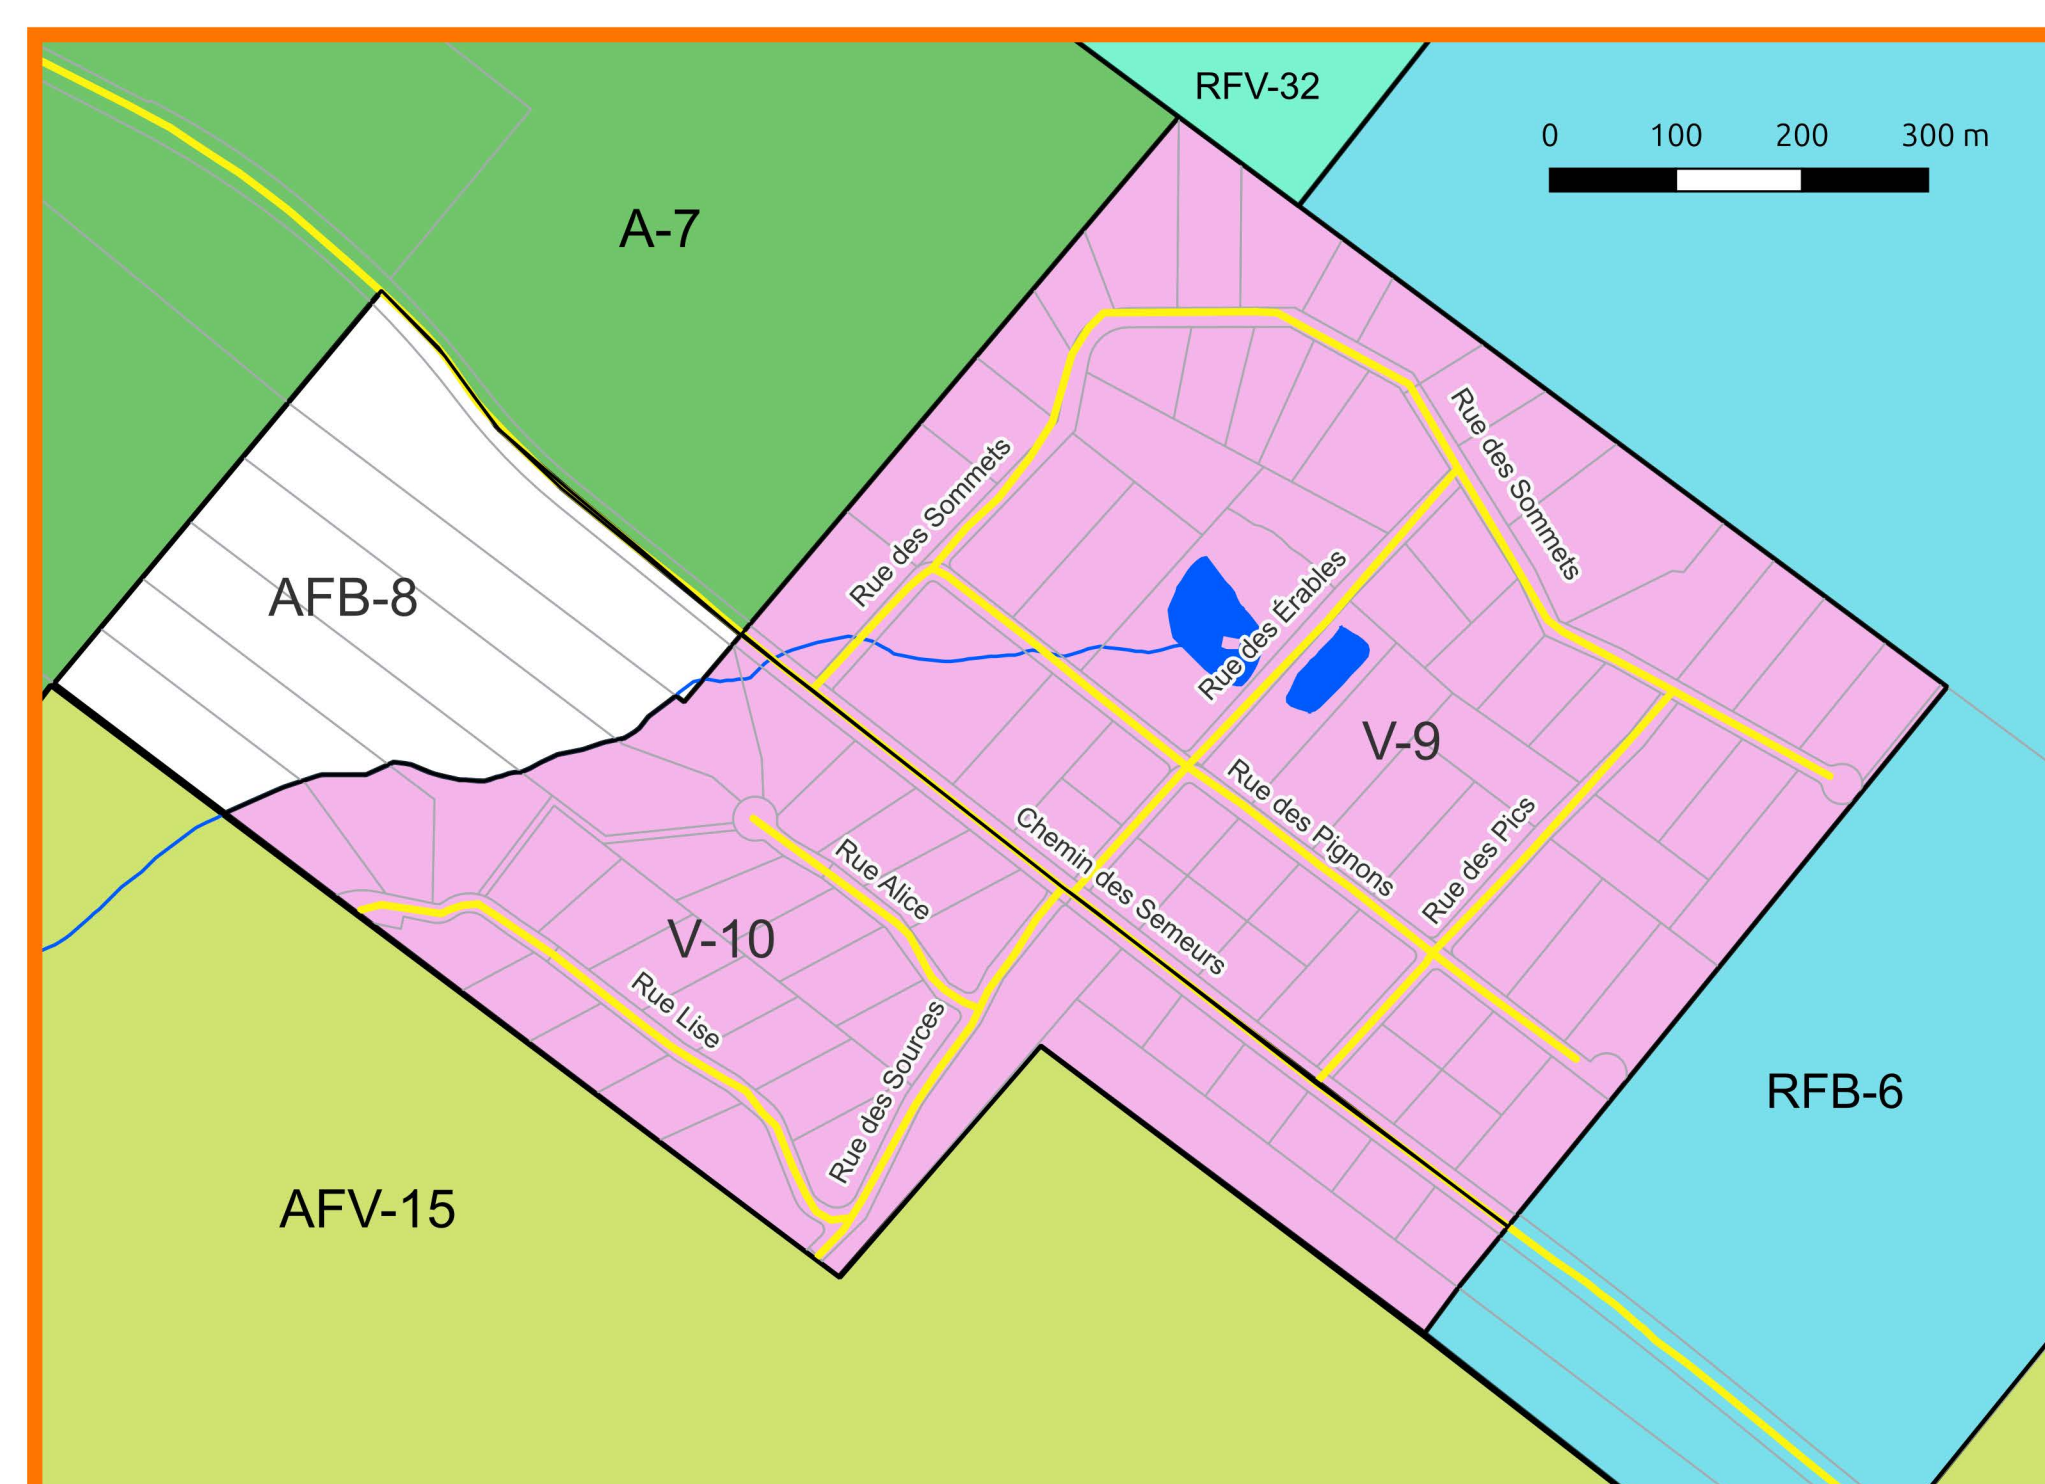 RFV-32
0 100 200 300 m
A-7
Rue des Sommets
Rue des Sommets
AFB-8
Rue des Érables
V-9
Rue des Pignons
Rue des Pics
Chemin des Semeurs
Rue Alice
V-10
Rue Lise
Rue des Sources
RFB-6
AFV-15